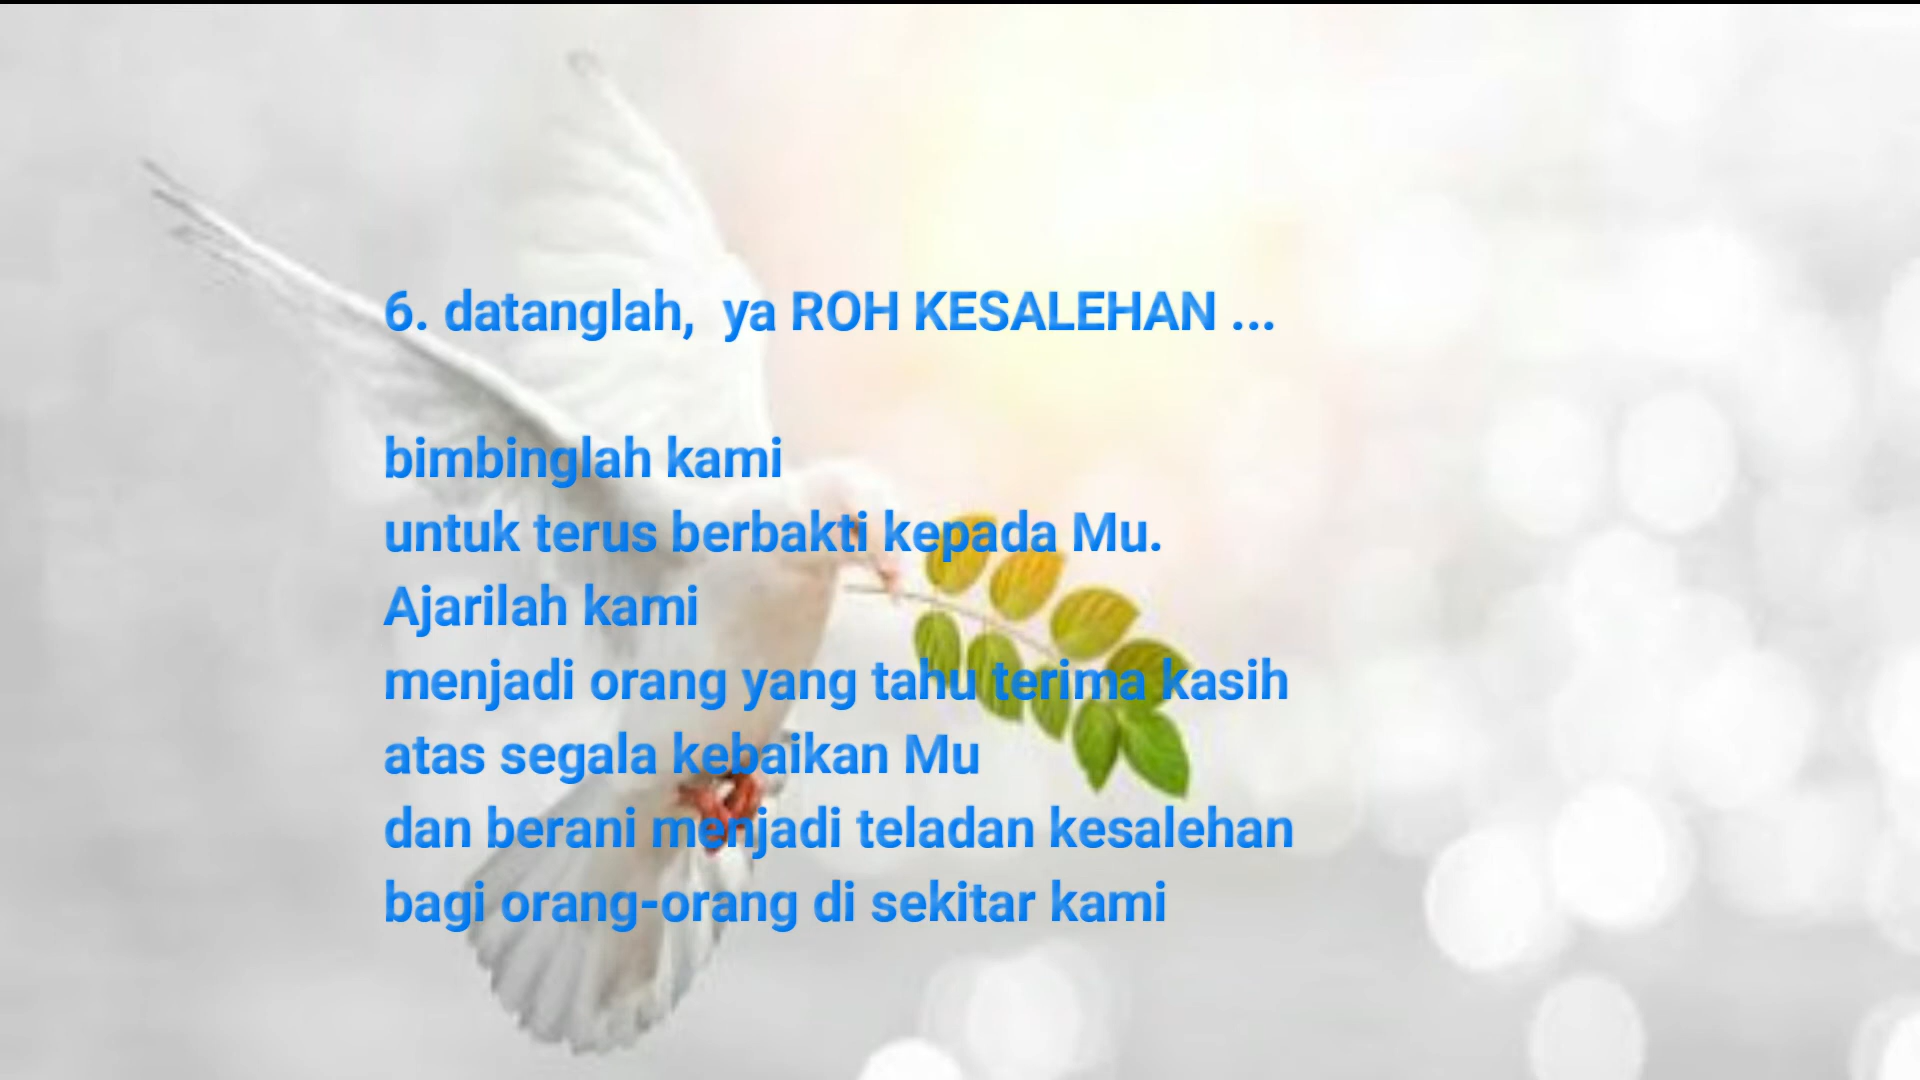 6. datanglah, ya ROH KESALEHAN ...
bimbinglah kami
untuk terus berbakti kepada Mu.
Ajarilah kami
menjadi orang yang tahu terima kasih
atas segala kebaikan Mu
dan berani menjadi teladan kesalehan
bagi orang-orang di sekitar kami